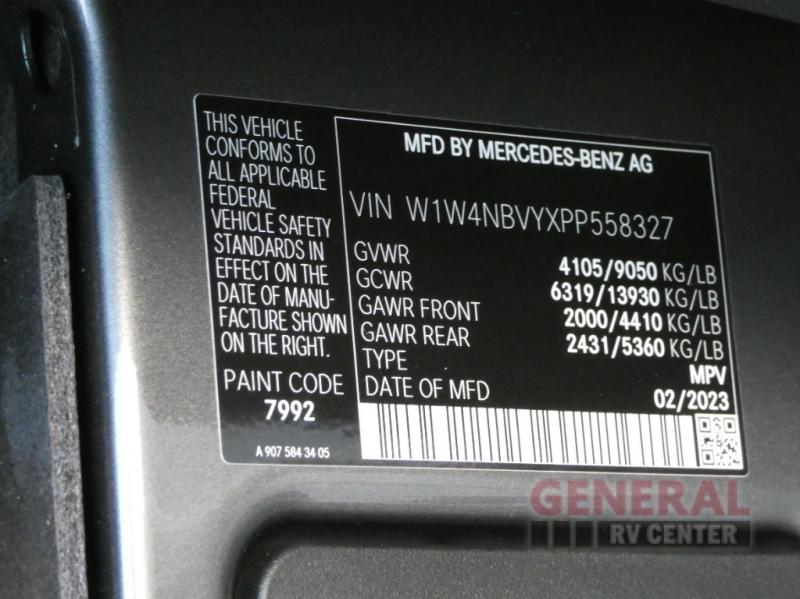 THIS VEHICLE
CONFORMS TO
ALL APPLICABLE
FEDERAL
VEHICLE SAFETY
STANDARDS IN
EFFECT ON THE
DATE OF MANU-
FACTURE SHOWN
ON THE RIGHT.
PAINT CODE
7992
A 907 584 34 05
MFD BY MERCEDES-BENZ AG
VIN W1W4NBVYXPP558327
GVWR 4105/9050 KG/LB
GCWR 6319/13930 KG/LB
GAWR FRONT 2000/4410 KG/LB
GAWR REAR 2431/5360 KG/LB
TYPE MPV
DATE OF MFD 02/2023
GENERAL
RV CENTER